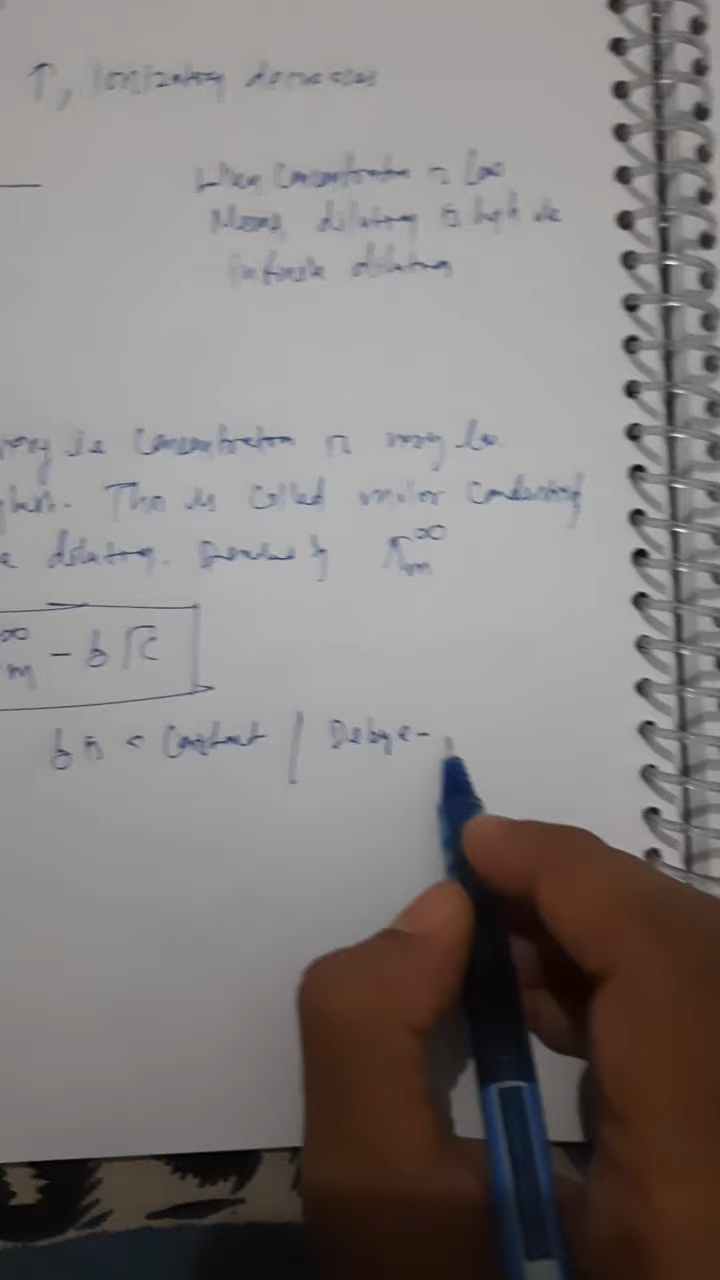 ↑, Ionization decreases
When Concentration is low
Means dilution is high i.e
infinite dilution
i.e Concentration is very low
This is called molar
dilution. Denoted by Λm^∞
m^∞ - b√C
b is a Constant / Debye-